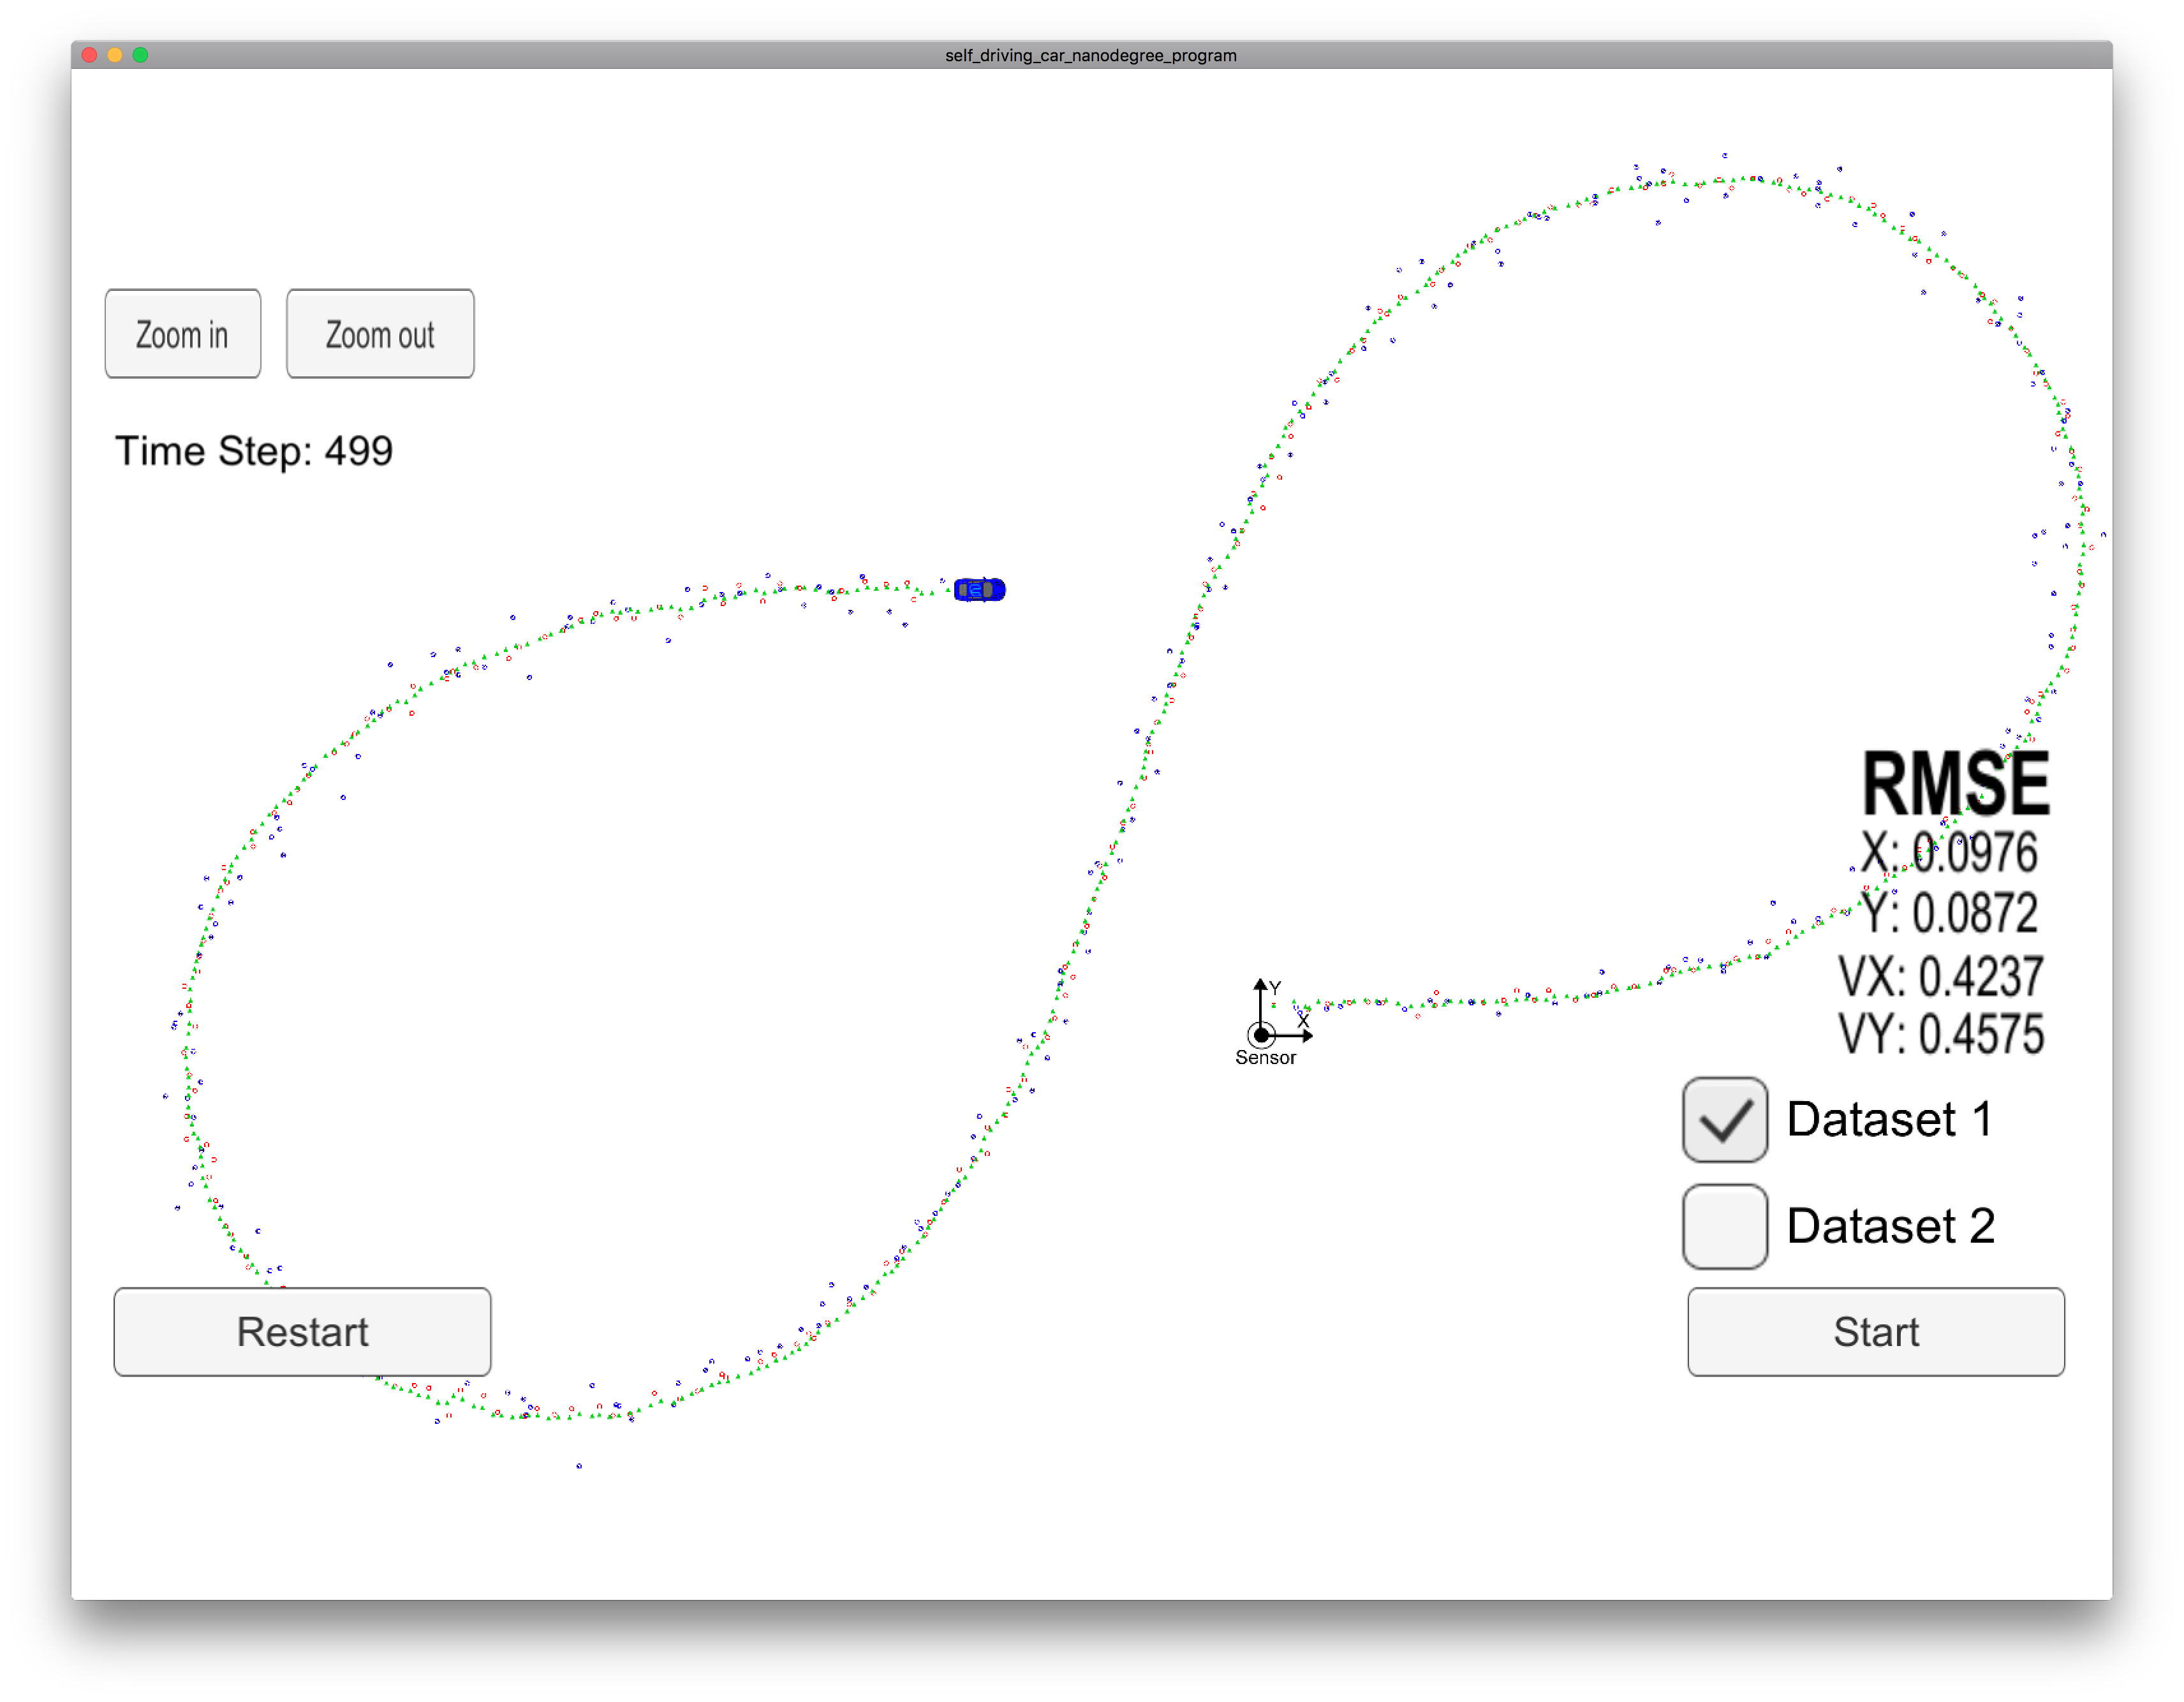 self_driving_car_nanodegree_program
Zoom in
Zoom out
Time Step: 499
RMSE
X: 0.0976
Y: 0.0872
VX: 0.4237
VY: 0.4575
Y
X
Sensor
Dataset 1
Dataset 2
Restart
Start